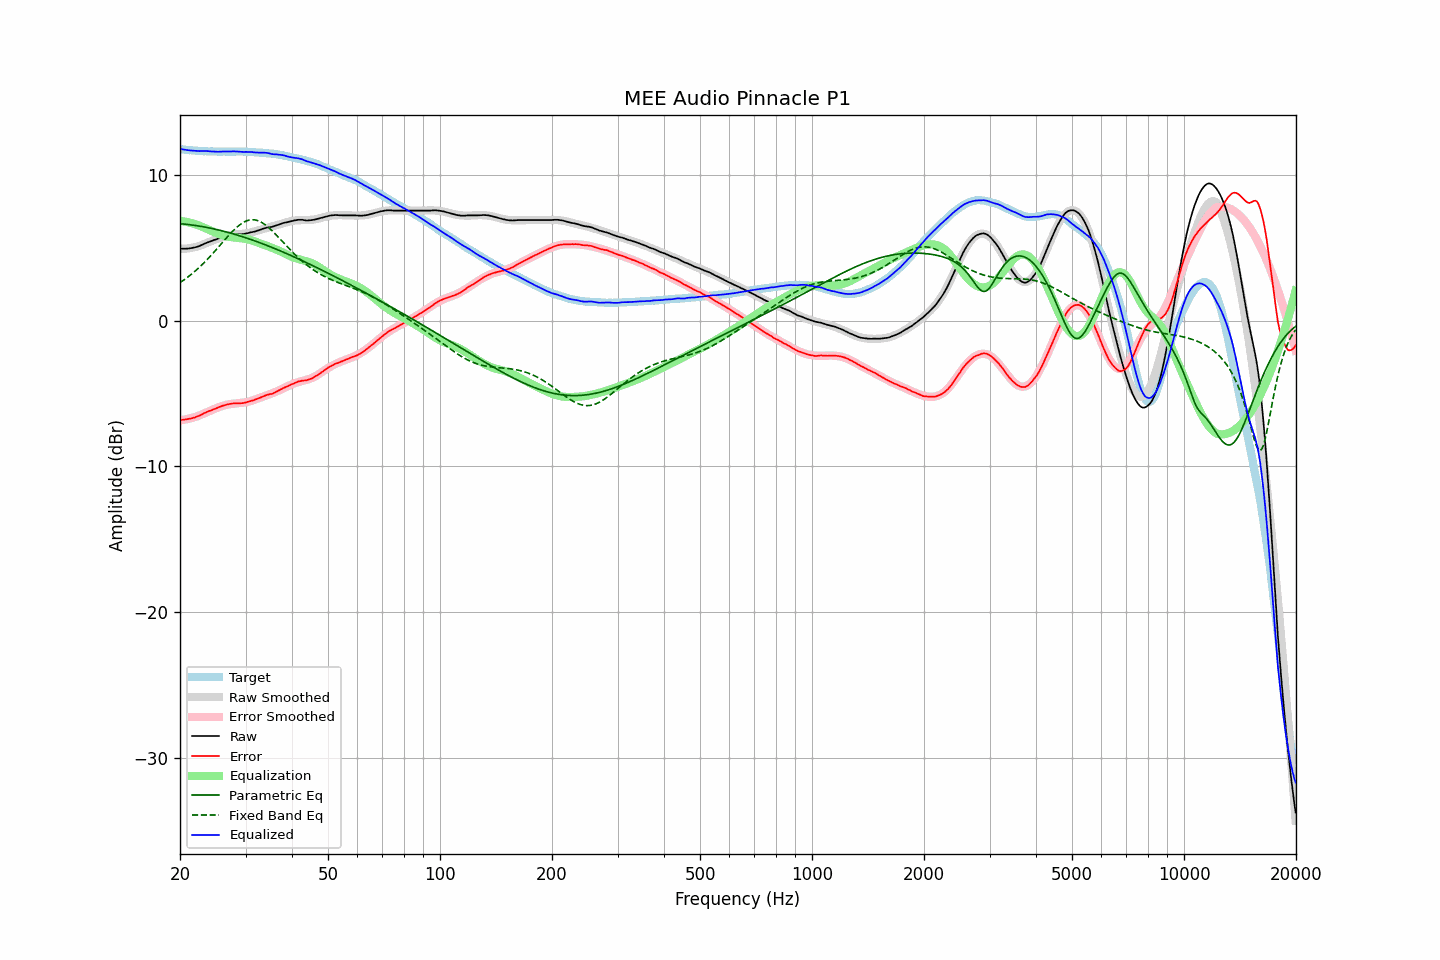 MEE Audio Pinnacle P1
Amplitude (dBr)
10
0
−10
−20
−30
Target
Raw Smoothed
Error Smoothed
Raw
Error
Equalization
Parametric Eq
Fixed Band Eq
Equalized
20 50 100 200 500 1000 2000 5000 10000 20000
Frequency (Hz)